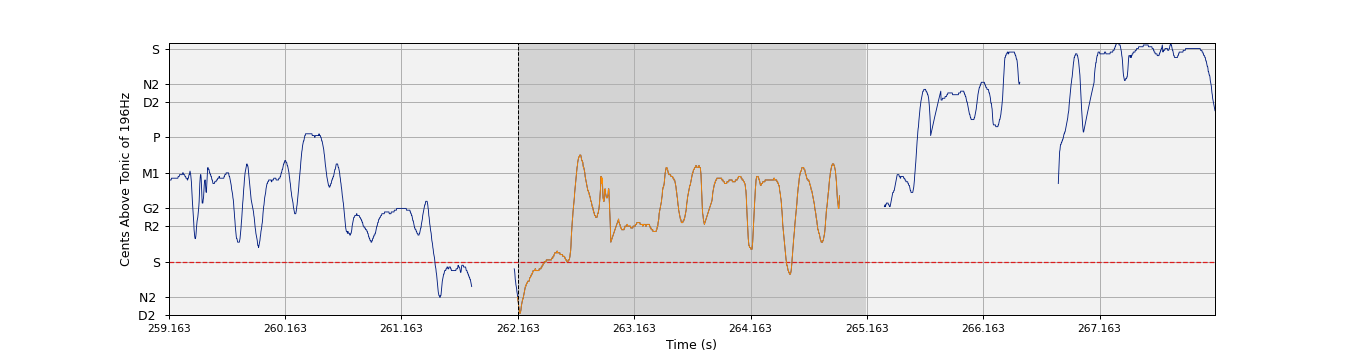 S
N2
D2
P
M1
G2
R2
S
N2
D2
Cents Above Tonic of 196Hz
259.163 260.163 261.163 262.163 263.163 264.163 265.163 266.163 267.163
Time (s)